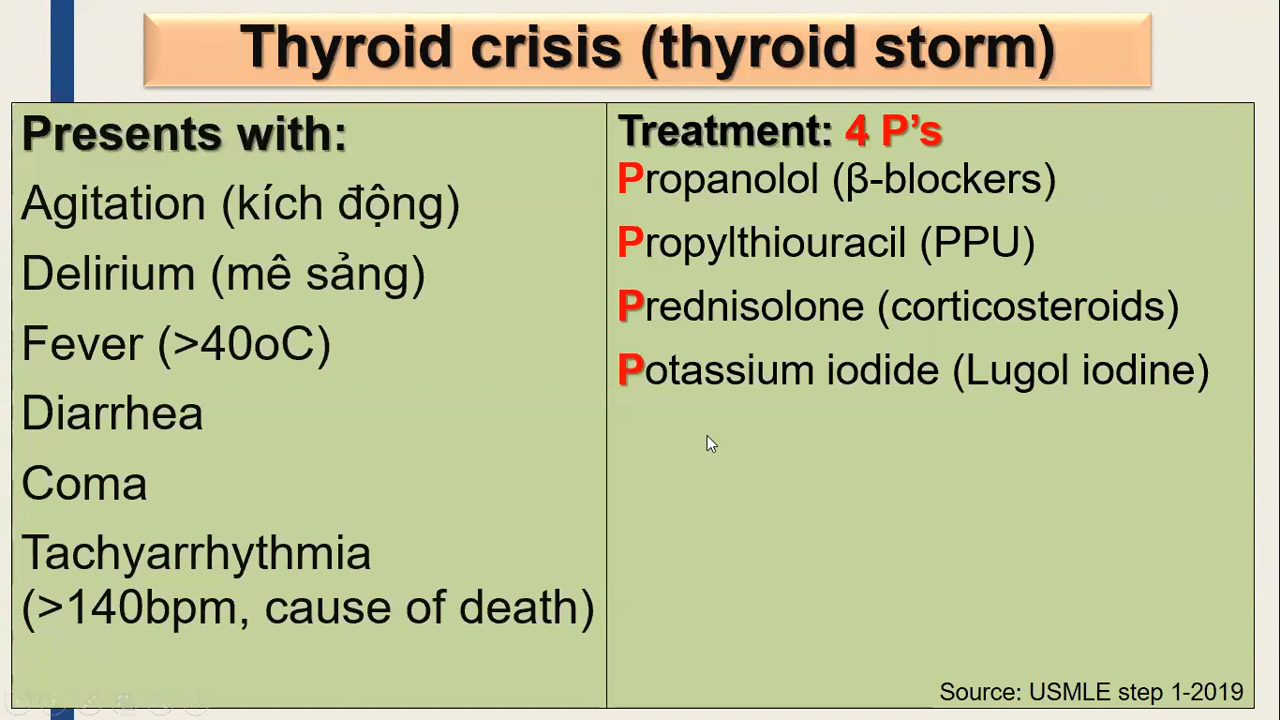 Thyroid crisis (thyroid storm)
Presents with:
Agitation (kích động)
Delirium (mê sảng)
Fever (>40oC)
Diarrhea
Coma
Tachyarrhythmia
(>140bpm, cause of death)
Treatment: 4 P’s
Propanolol (β-blockers)
Propylthiouracil (PPU)
Prednisolone (corticosteroids)
Potassium iodide (Lugol iodine)
Source: USMLE step 1-2019